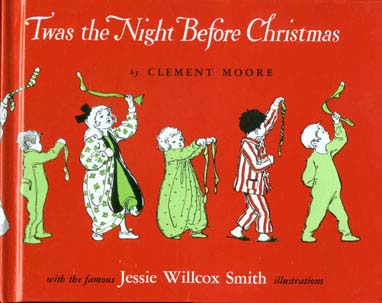 Twas the Night Before Christmas
by CLEMENT MOORE
with the famous Jessie Willcox Smith illustrations